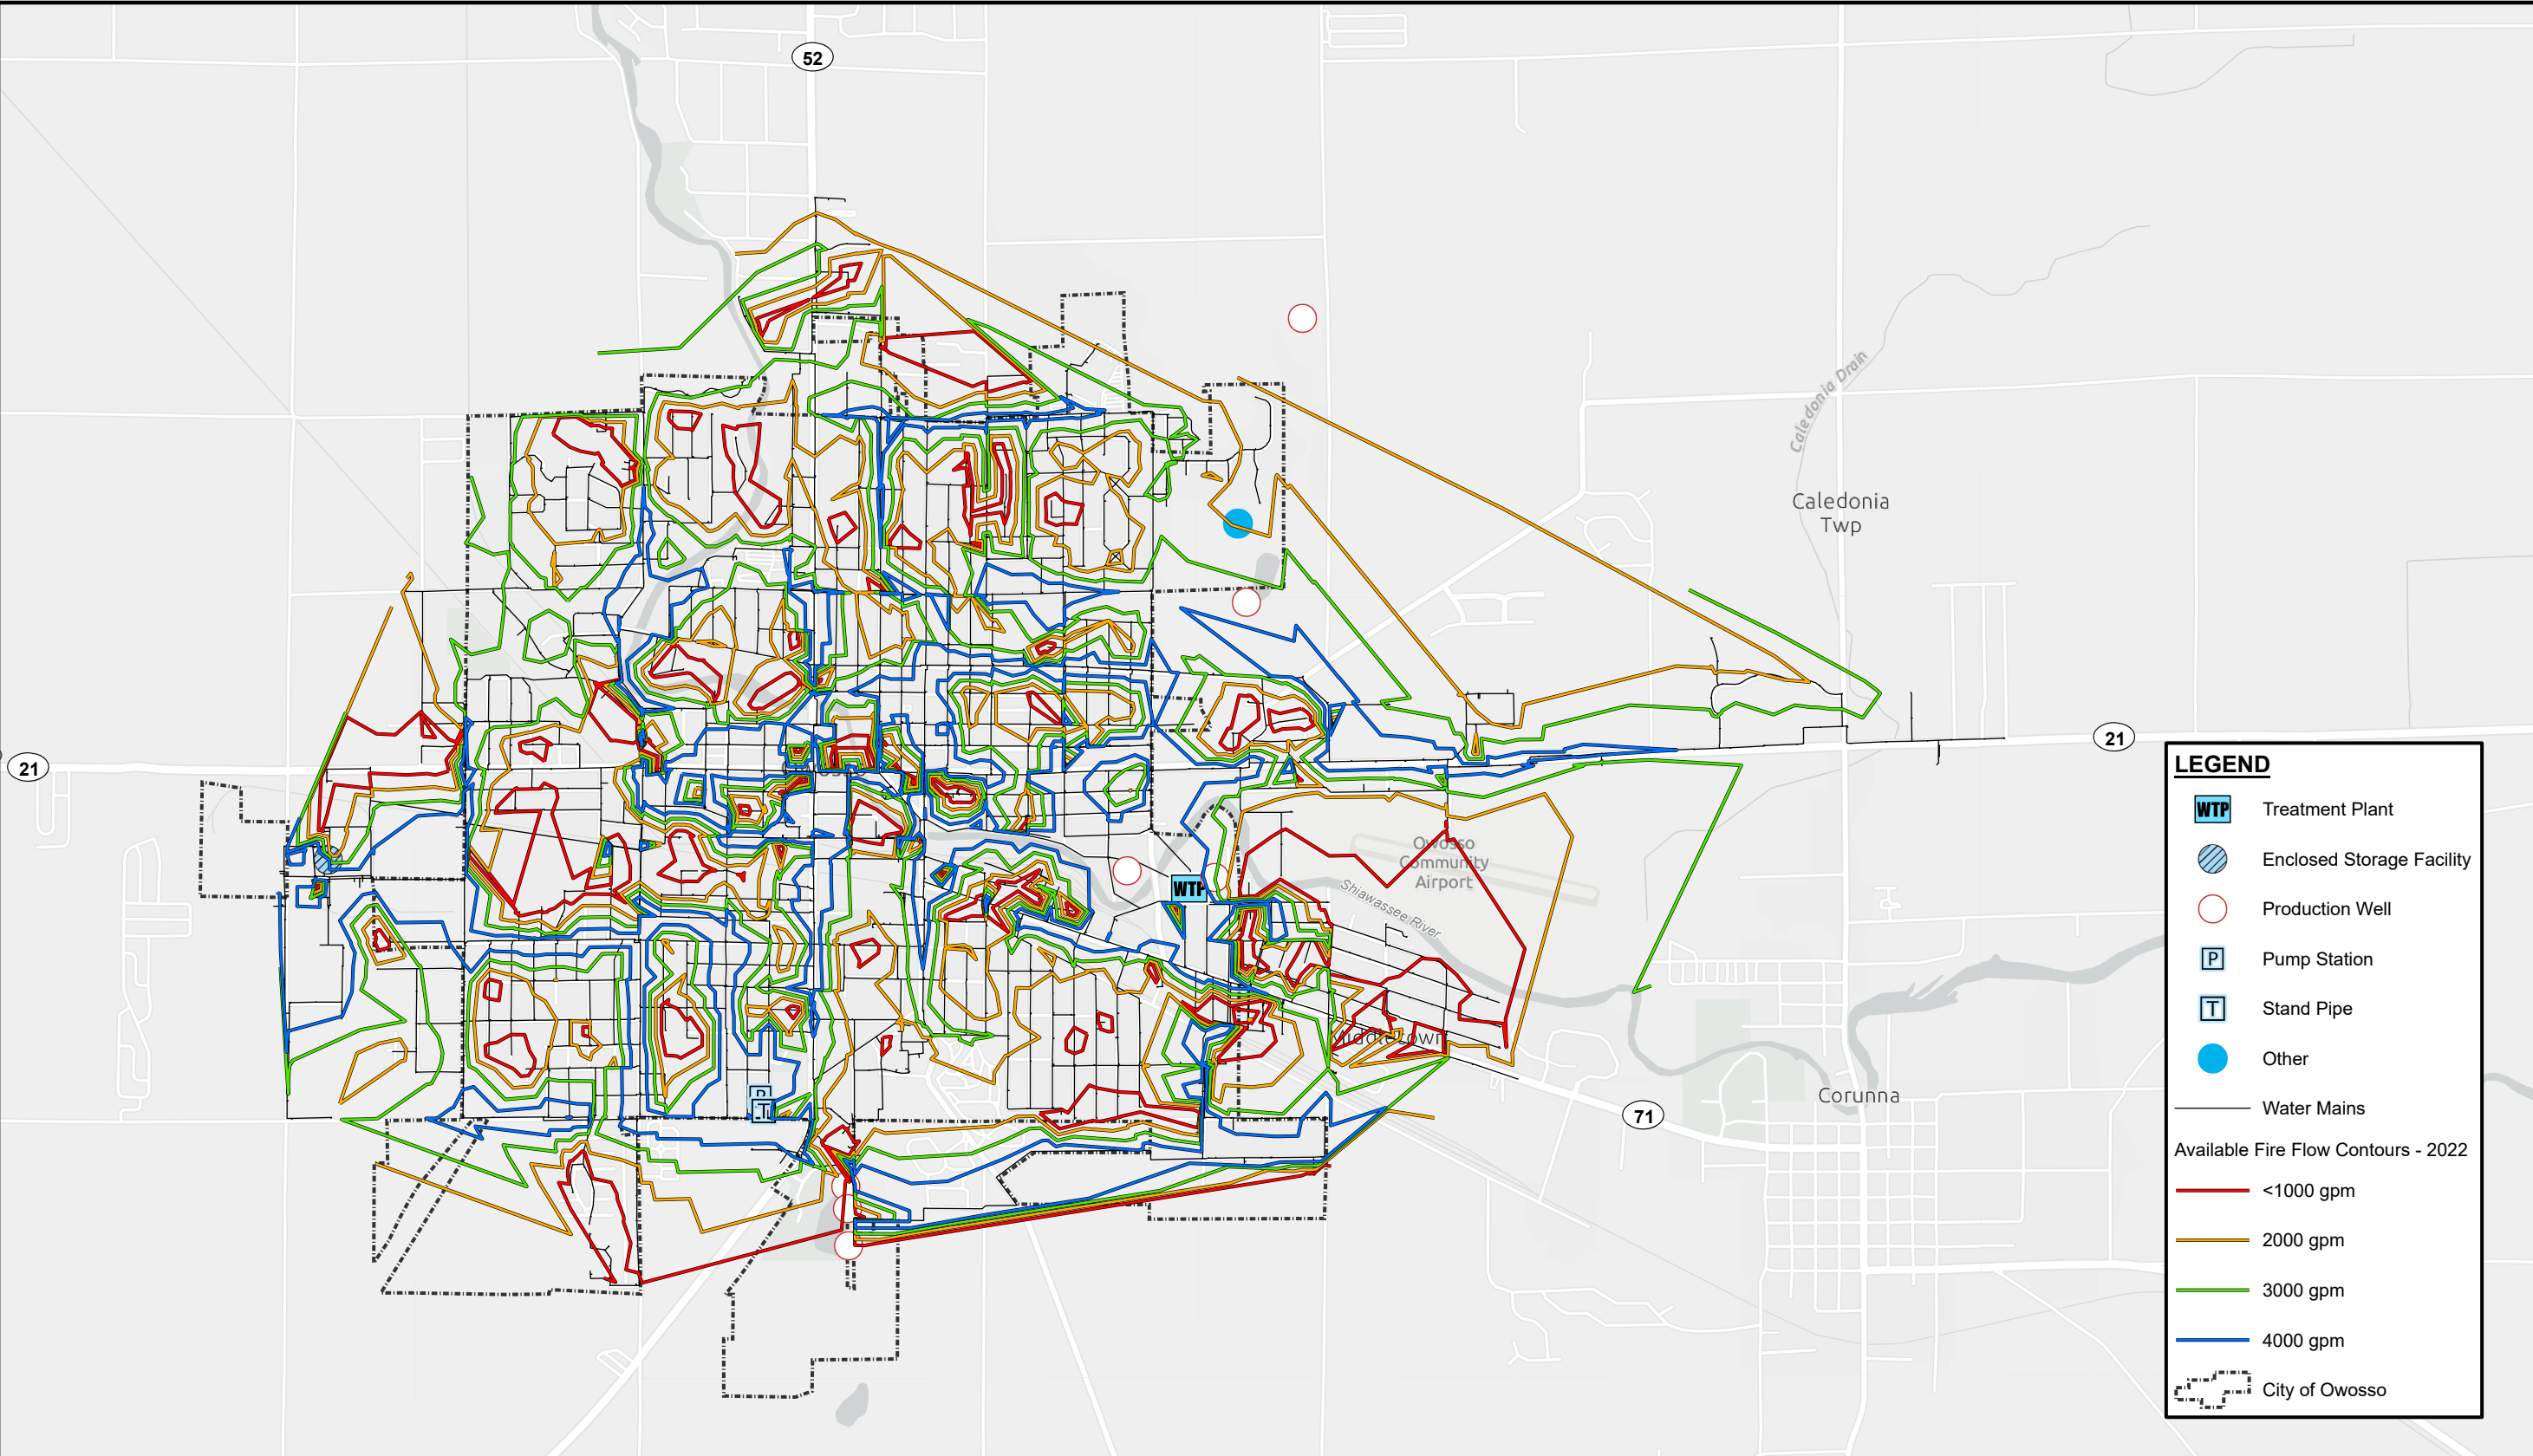 52
Caledonia Drain
Caledonia
Twp
21
21
Owosso
Community
Airport
WTP
Shiawassee River
Middletown
P
T
Corunna
71
LEGEND
WTP Treatment Plant
Enclosed Storage Facility
Production Well
P Pump Station
T Stand Pipe
Other
Water Mains
Available Fire Flow Contours - 2022
<1000 gpm
2000 gpm
3000 gpm
4000 gpm
City of Owosso